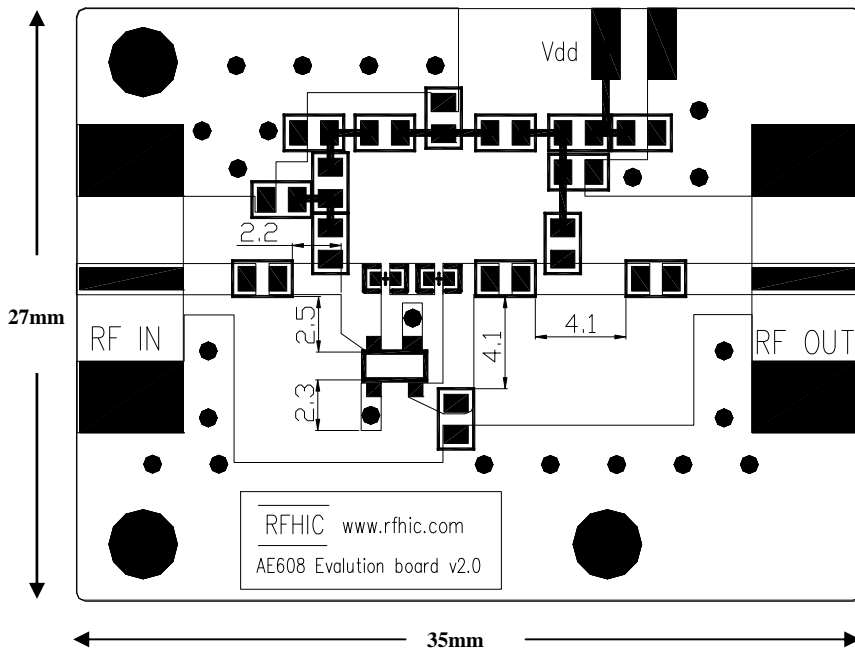 Vdd
2.2
27mm
RF IN
2.5
4.1
4.1
RF OUT
2.3
RFHIC www.rfhic.com
AE608 Evalution board v2.0
35mm